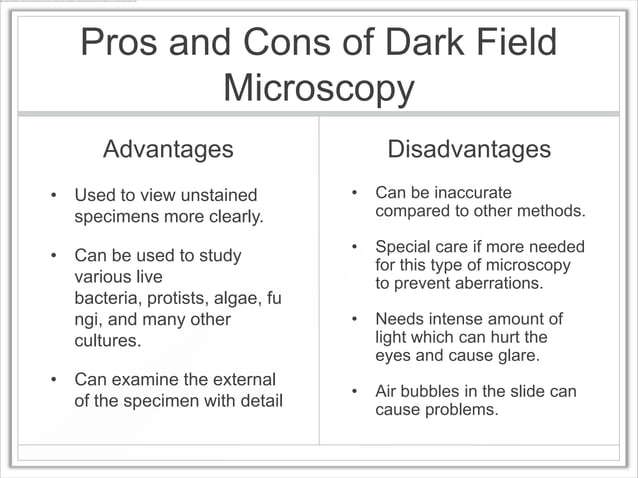 Pros and Cons of Dark Field
Microscopy
Advantages
• Used to view unstained
specimens more clearly.
• Can be used to study
various live
bacteria, protists, algae, fu
ngi, and many other
cultures.
• Can examine the external
of the specimen with detail
Disadvantages
• Can be inaccurate
compared to other methods.
• Special care if more needed
for this type of microscopy
to prevent aberrations.
• Needs intense amount of
light which can hurt the
eyes and cause glare.
• Air bubbles in the slide can
cause problems.